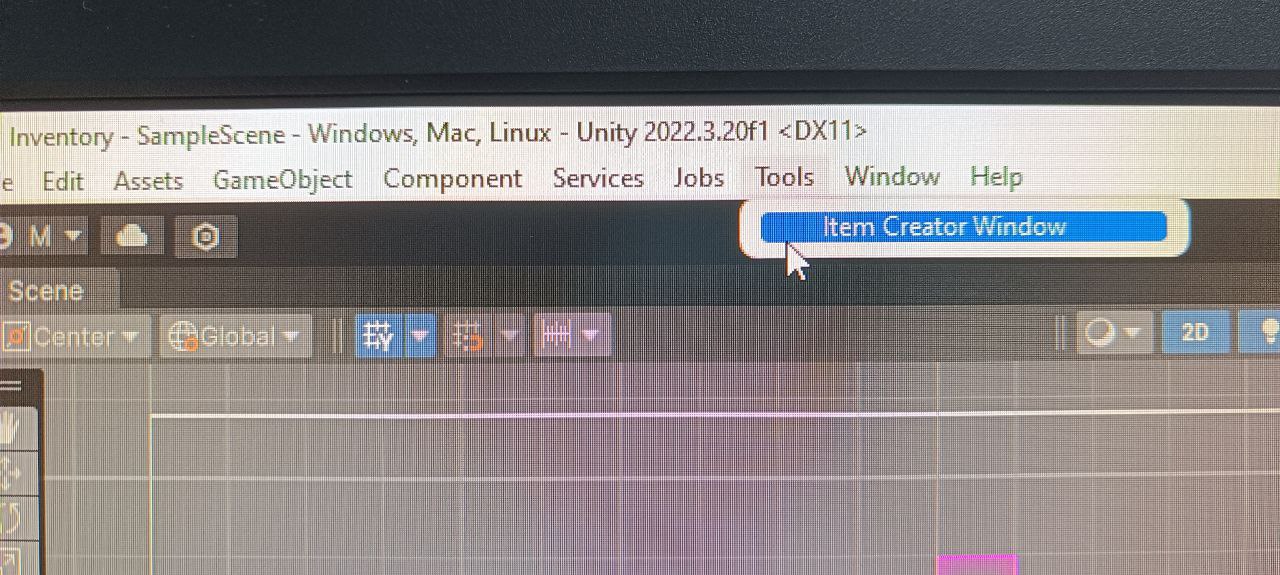 Inventory - SampleScene - Windows, Mac, Linux - Unity 2022.3.20f1 <DX11>
e Edit Assets GameObject Component Services Jobs Tools Window Help
M
Item Creator Window
Scene
Center Global 2D